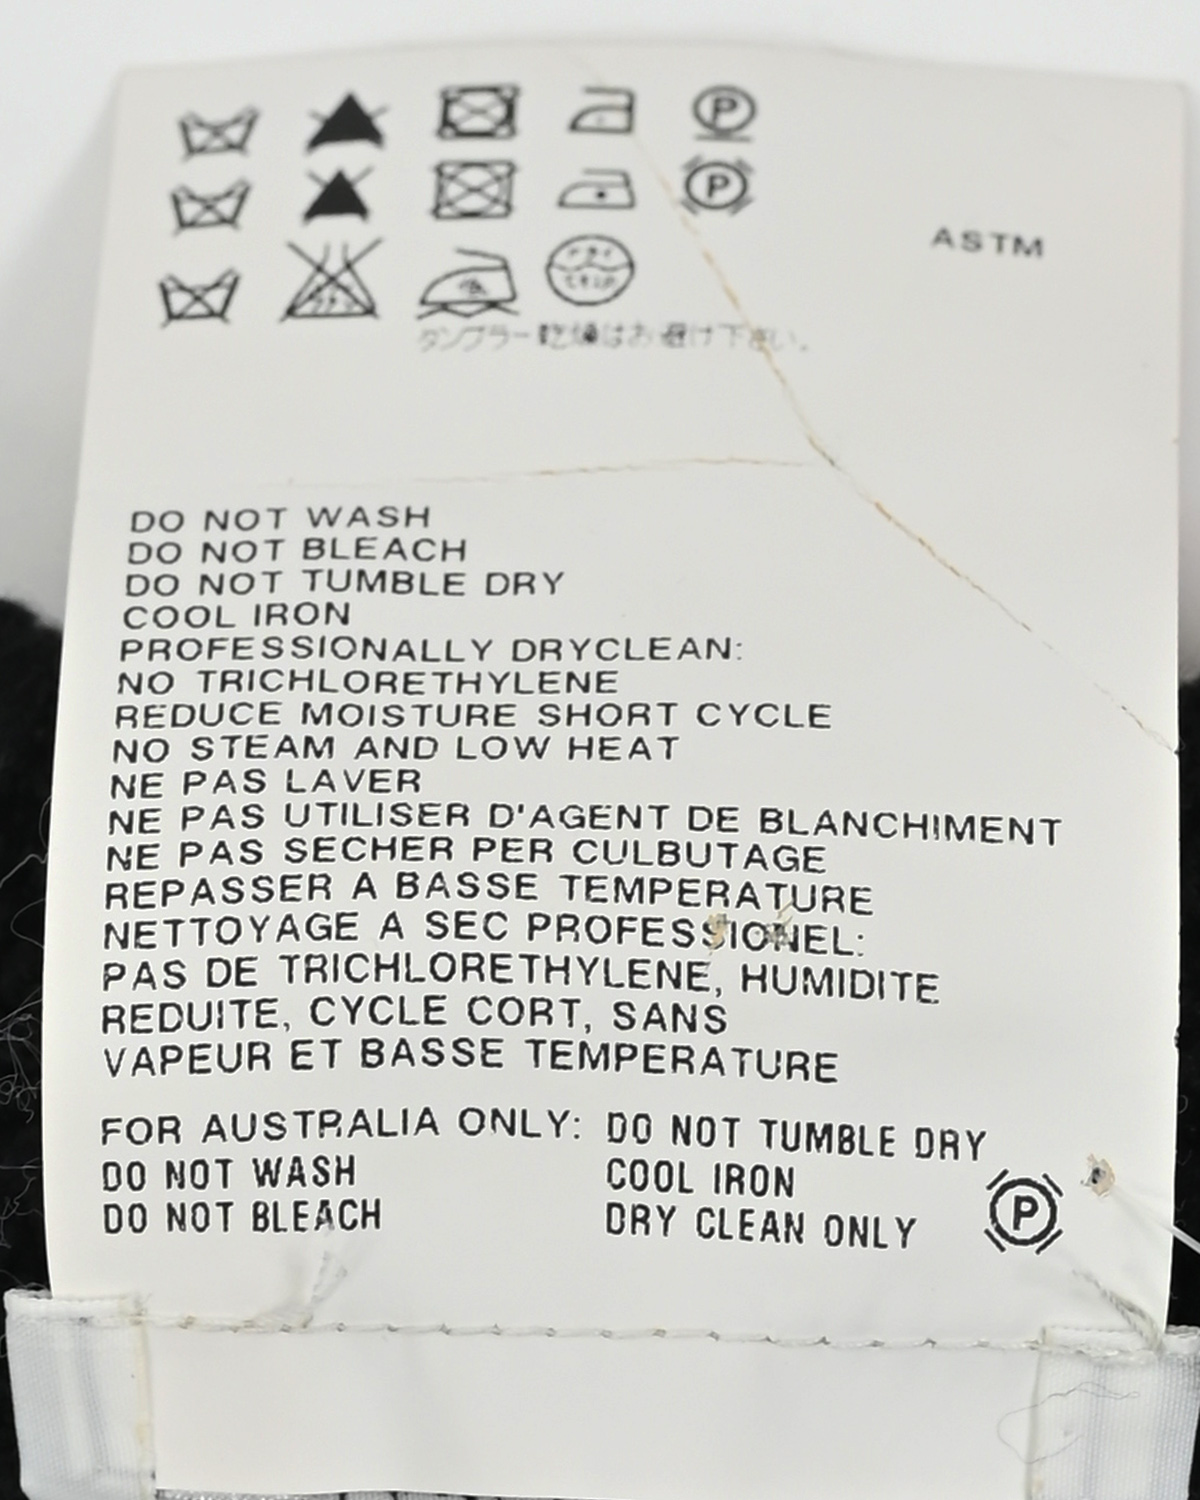 P
P
ASTM
タンブラー乾燥はお避け下さい。
DO NOT WASH
DO NOT BLEACH
DO NOT TUMBLE DRY
COOL IRON
PROFESSIONALLY DRYCLEAN:
NO TRICHLORETHYLENE
REDUCE MOISTURE SHORT CYCLE
NO STEAM AND LOW HEAT
NE PAS LAVER
NE PAS UTILISER D'AGENT DE BLANCHIMENT
NE PAS SECHER PER CULBUTAGE
REPASSER A BASSE TEMPERATURE
NETTOYAGE A SEC PROFESSIONEL:
PAS DE TRICHLORETHYLENE, HUMIDITE
REDUITE, CYCLE CORT, SANS
VAPEUR ET BASSE TEMPERATURE
FOR AUSTRALIA ONLY:
DO NOT WASH
DO NOT BLEACH
DO NOT TUMBLE DRY
COOL IRON
DRY CLEAN ONLY
P